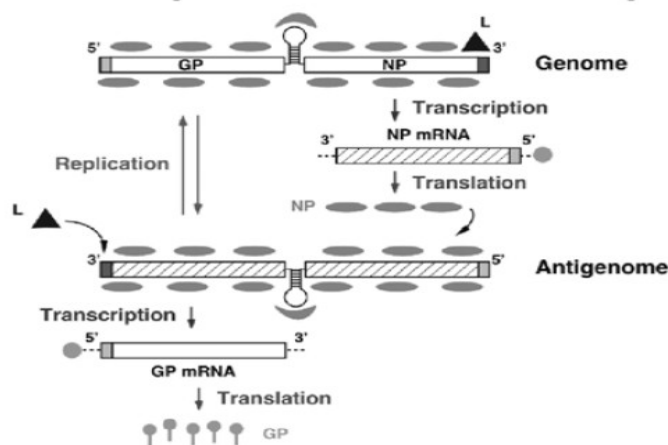 L
5' 3'
GP NP Genome
Transcription
NP mRNA
3' 5'
Replication
Translation
L
NP
3' 5'
Antigenome
Transcription
5' 3'
GP mRNA
Translation
GP